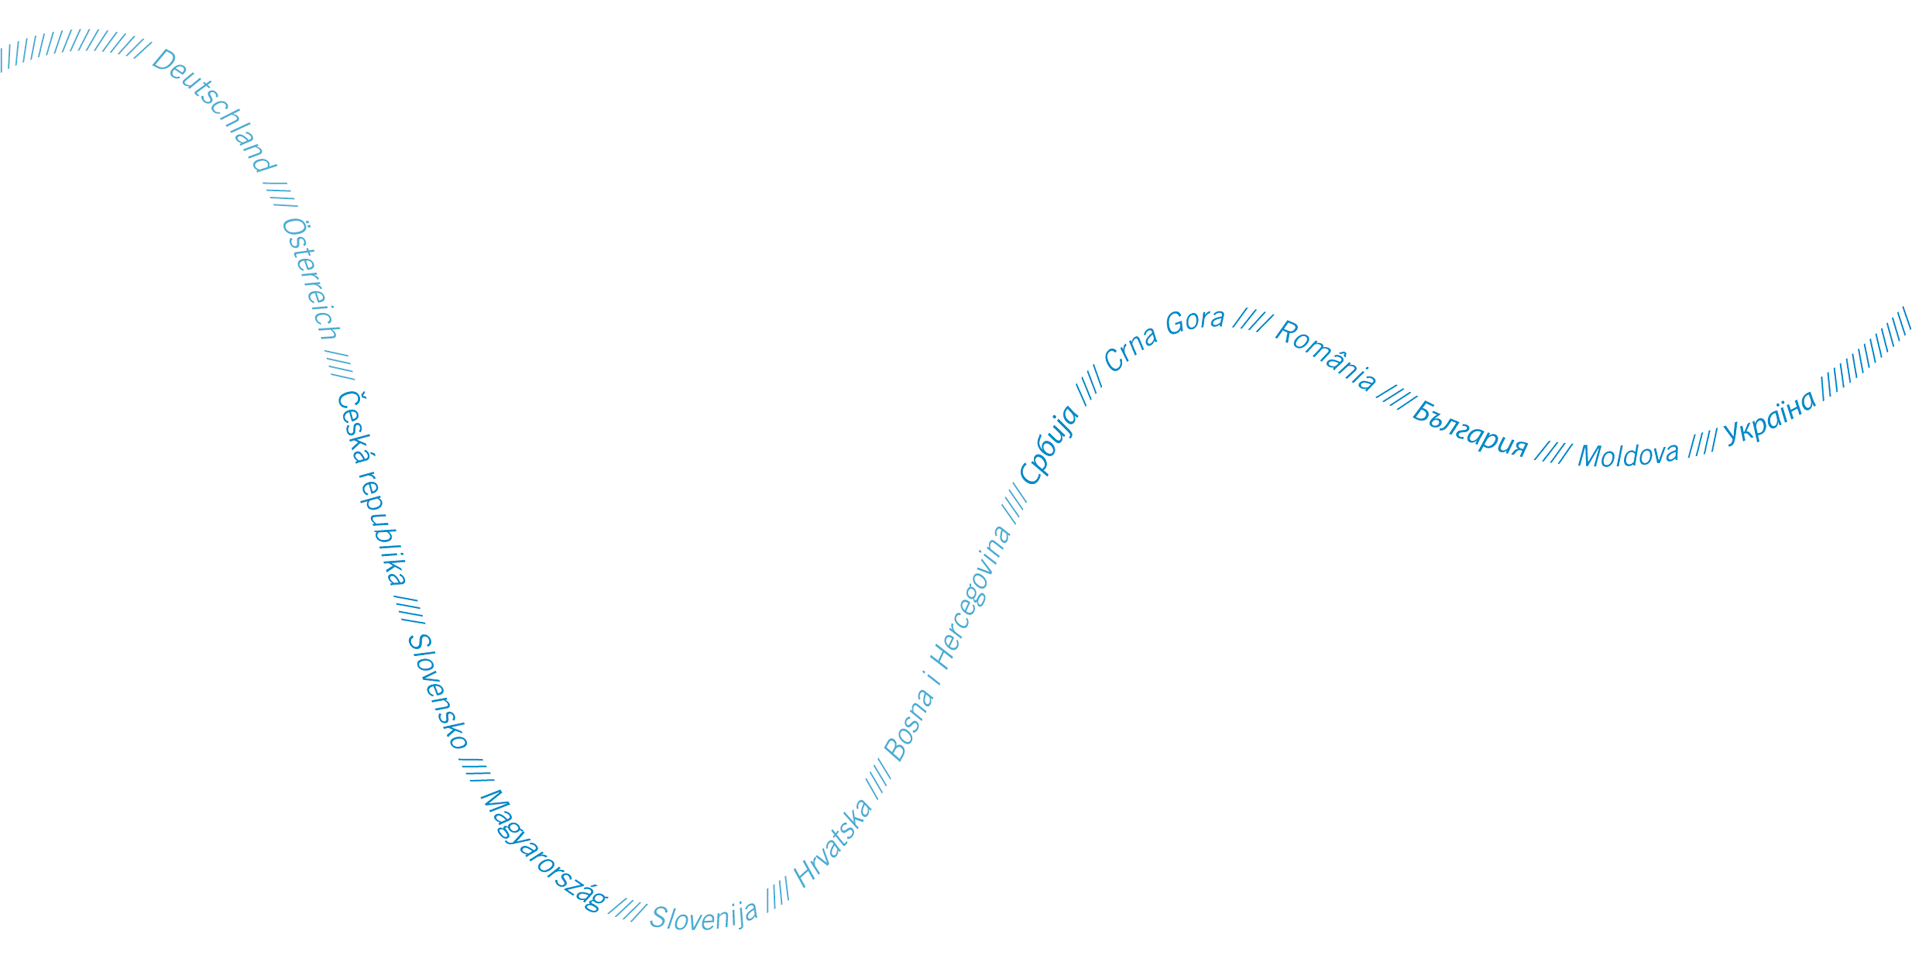 ///////////////// Deutschland //// Österreich //// Česká republika //// Slovensko //// Magyarország //// Slovenija //// Hrvatska //// Bosna i Hercegovina //// Србија //// Crna Gora //// România //// България //// Moldova //// Україна //////////////